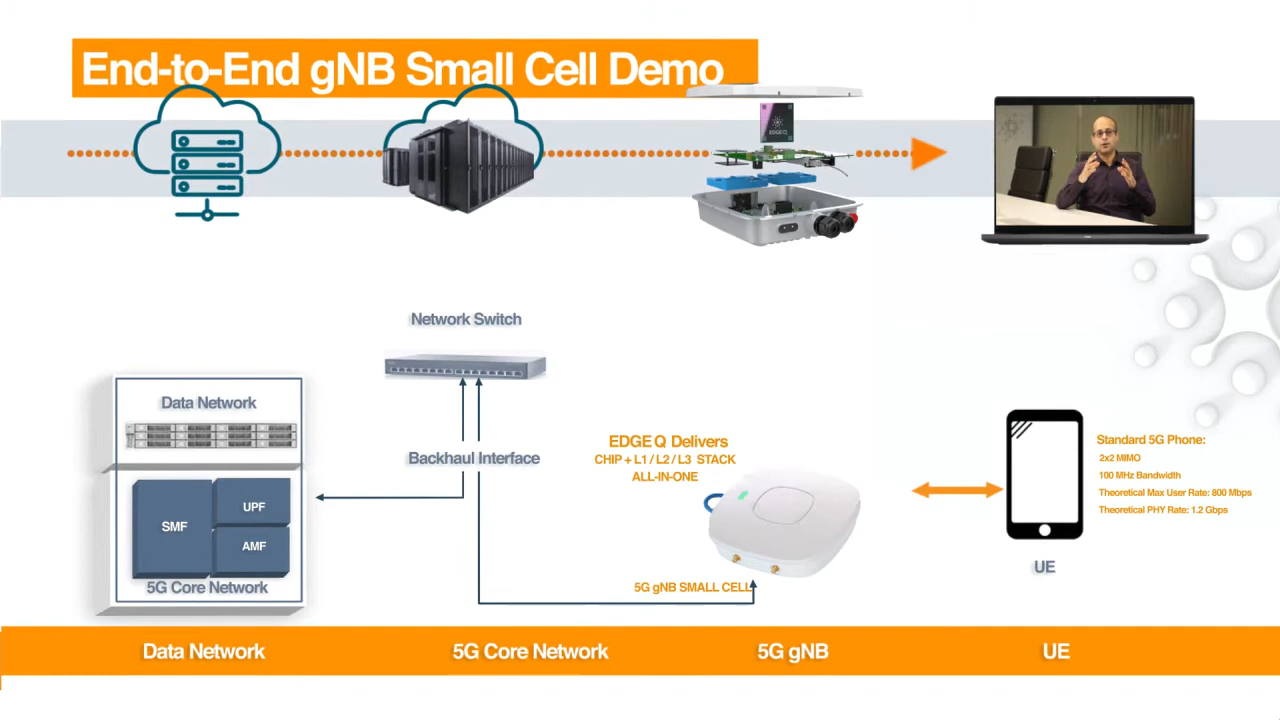 End-to-End gNB Small Cell Demo
EDGE Q
Network Switch
Data Network
Backhaul Interface
EDGE Q Delivers
CHIP + L1 / L2 / L3 STACK
ALL-IN-ONE
Standard 5G Phone:
2x2 MIMO
100 MHz Bandwidth
Theoretical Max User Rate: 800 Mbps
Theoretical PHY Rate: 1.2 Gbps
SMF
UPF
AMF
5G Core Network
5G gNB SMALL CELL
UE
Data Network
5G Core Network
5G gNB
UE